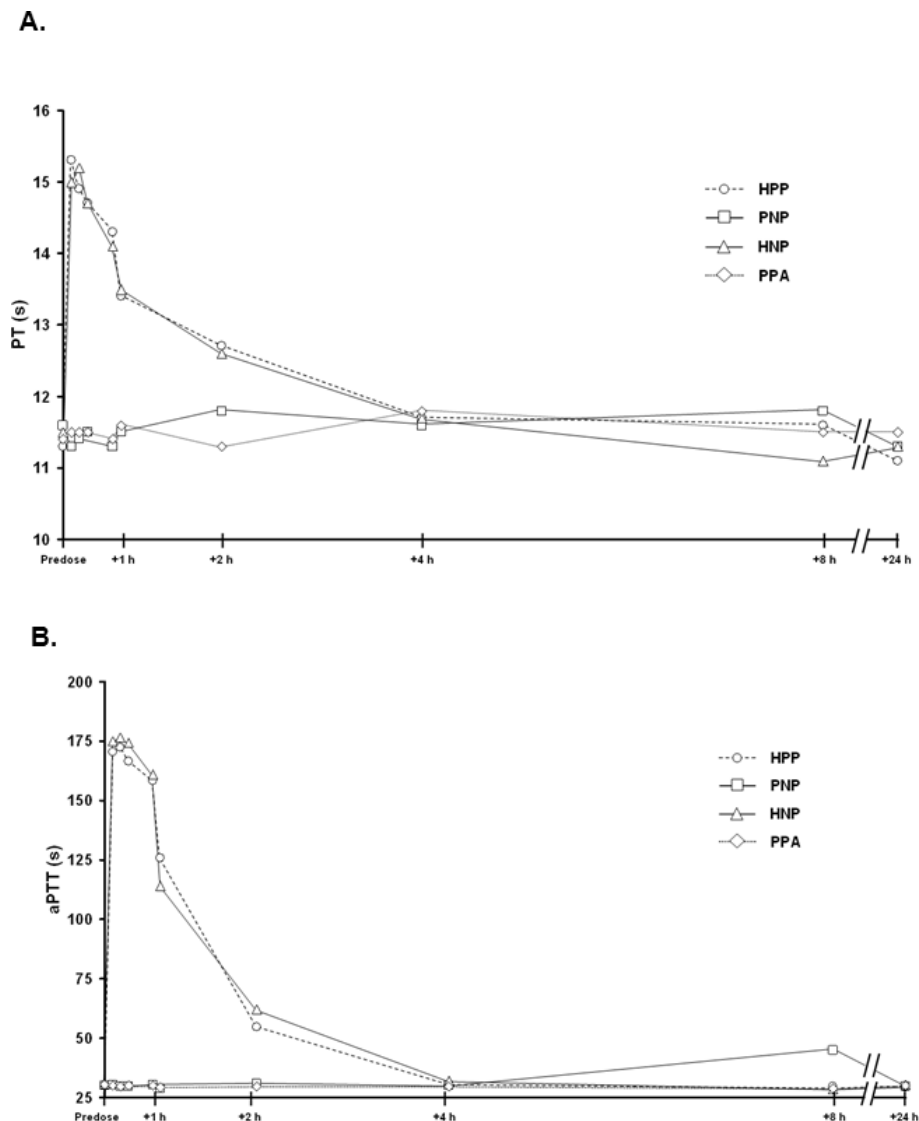 A.
16
15
14
13
12
11
10
PT (s)
HPP
PNP
HNP
PPA
Predose +1 h +2 h +4 h +8 h +24 h
B.
200
175
150
125
100
75
50
25
aPTT (s)
HPP
PNP
HNP
PPA
Predose +1 h +2 h +4 h +8 h +24 h